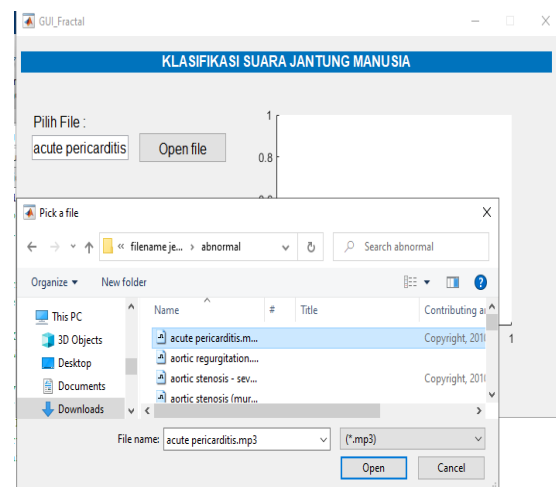 GUI_Fractal
KLASIFIKASI SUARA JANTUNG MANUSIA
Pilih File :
acute pericarditis
Open file
1
0.8
Pick a file
« filename je... › abnormal
Search abnormal
Organize
New folder
This PC
3D Objects
Desktop
Documents
Downloads
Name # Title Contributing ar
acute pericarditis.m... Copyright, 201
aortic regurgitation....
aortic stenosis - sev... Copyright, 201
aortic stenosis (mur...
1
File name: acute pericarditis.mp3 (*.mp3)
Open Cancel